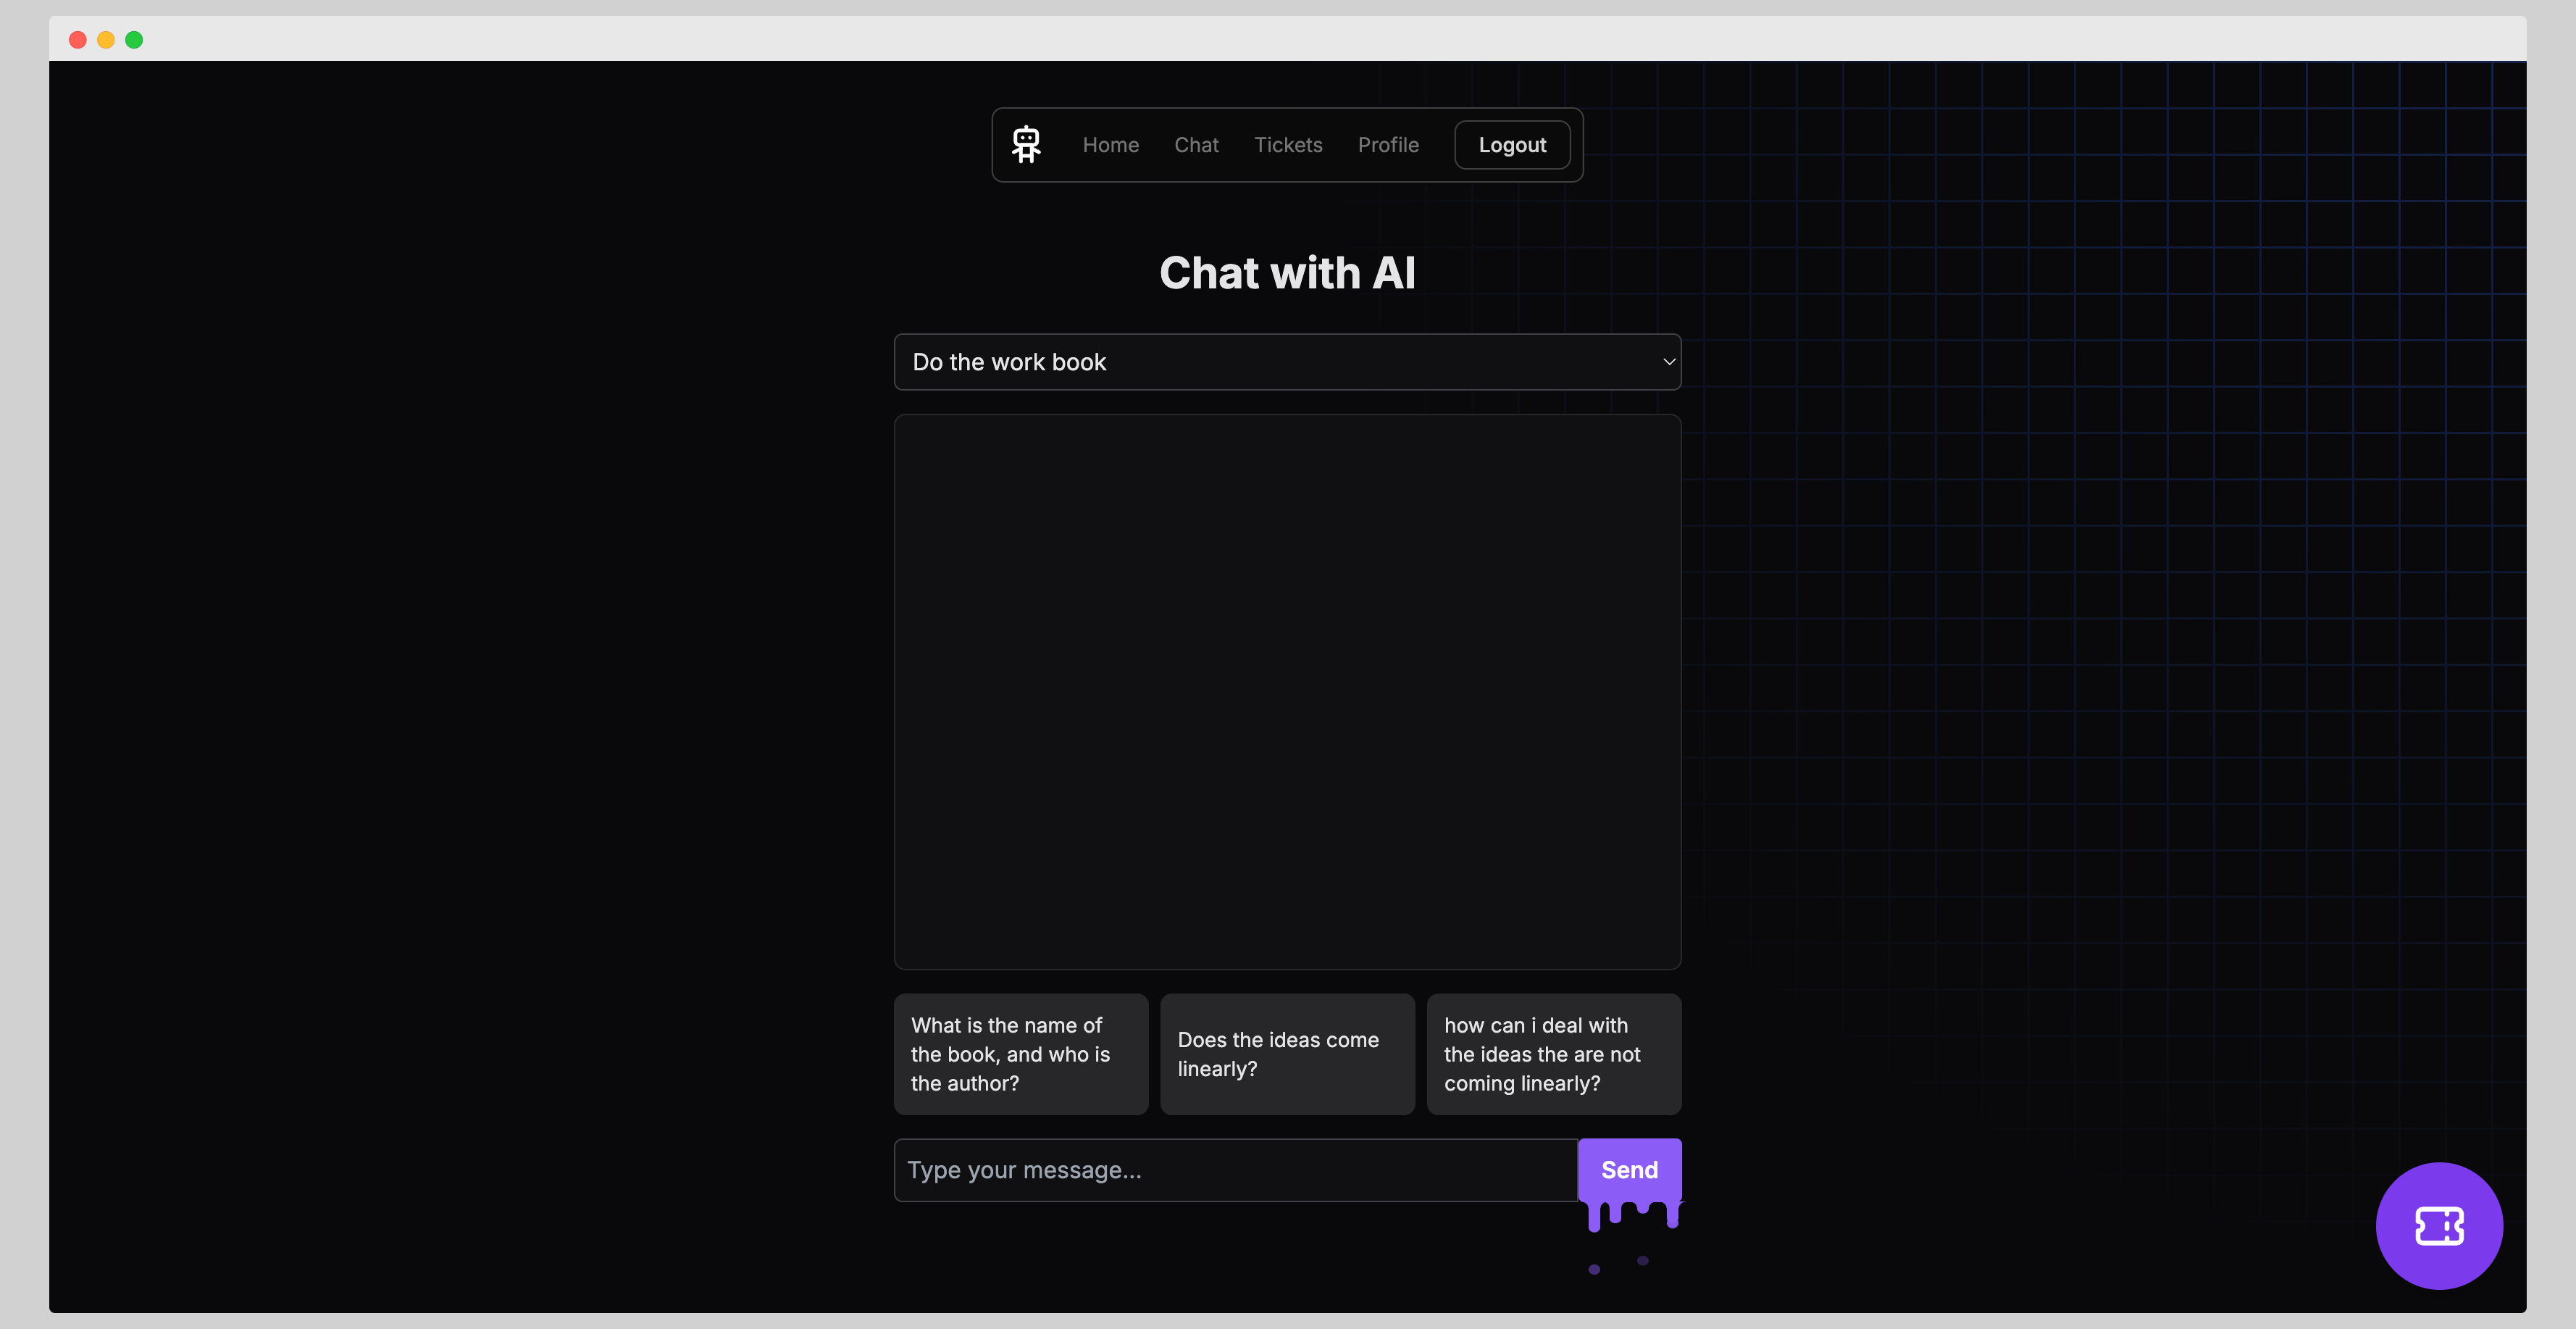 Home Chat Tickets Profile Logout
Chat with AI
Do the work book
What is the name of
the book, and who is
the author?
Does the ideas come
linearly?
how can i deal with
the ideas the are not
coming linearly?
Type your message...
Send